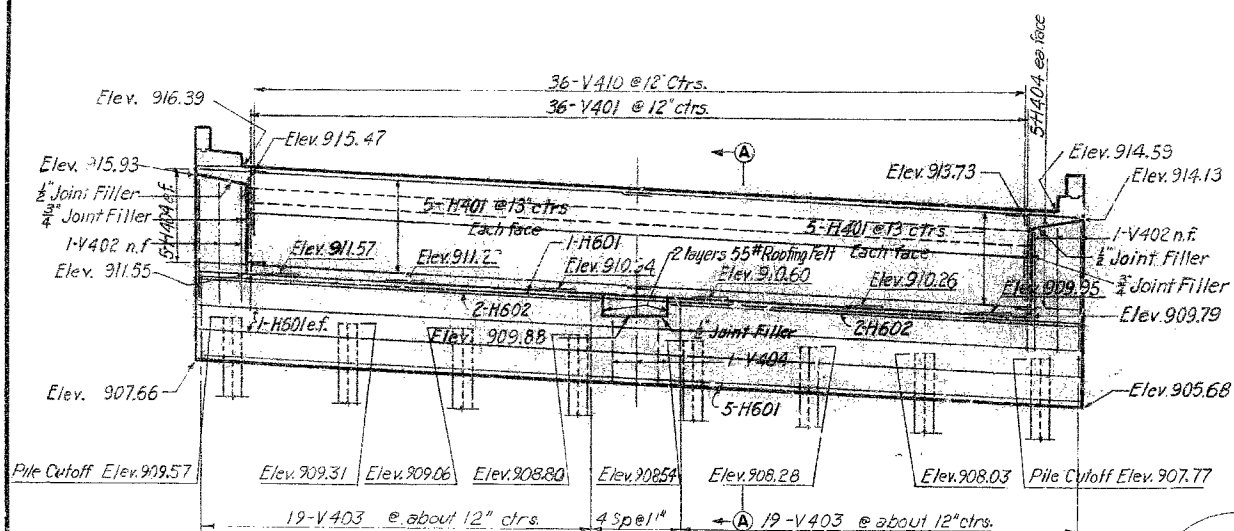 36-V410 @ 12" Ctrs.
36-V401 @ 12" ctrs.
5H404 ea. face
Elev. 916.39
Elev. 915.47
A
Elev. 914.59
Elev. 915.93
Elev. 913.73
Elev. 914.13
1/2" Joint Filler
3/4" Joint Filler
5H404 e.f.
5-H401 @ 13" ctrs
Each face
5-H401 @ 13" ctrs
Each face
1-V402 n.f.
1-V402 n.f.
1/2" Joint Filler
3/4" Joint Filler
Elev. 911.57
1-H601
2 layers 55# Roofing Felt
Elev. 911.55
Elev. 910.60
Elev. 910.26
Elev. 909.95
Elev. 909.79
1-H601 e.f.
2-H602
Elev. 909.88
Joint Filler
2-H602
1-V404
Elev. 907.66
5-H601
Elev. 905.68
Pile Cutoff Elev. 909.57
Elev. 909.31
Elev. 909.06
Elev. 908.80
Elev. 908.54
Elev. 908.28
Elev. 908.03
Pile Cutoff Elev. 907.77
19-V403 @ about 12" ctrs.
A
19-V403 @ about 12" ctrs.